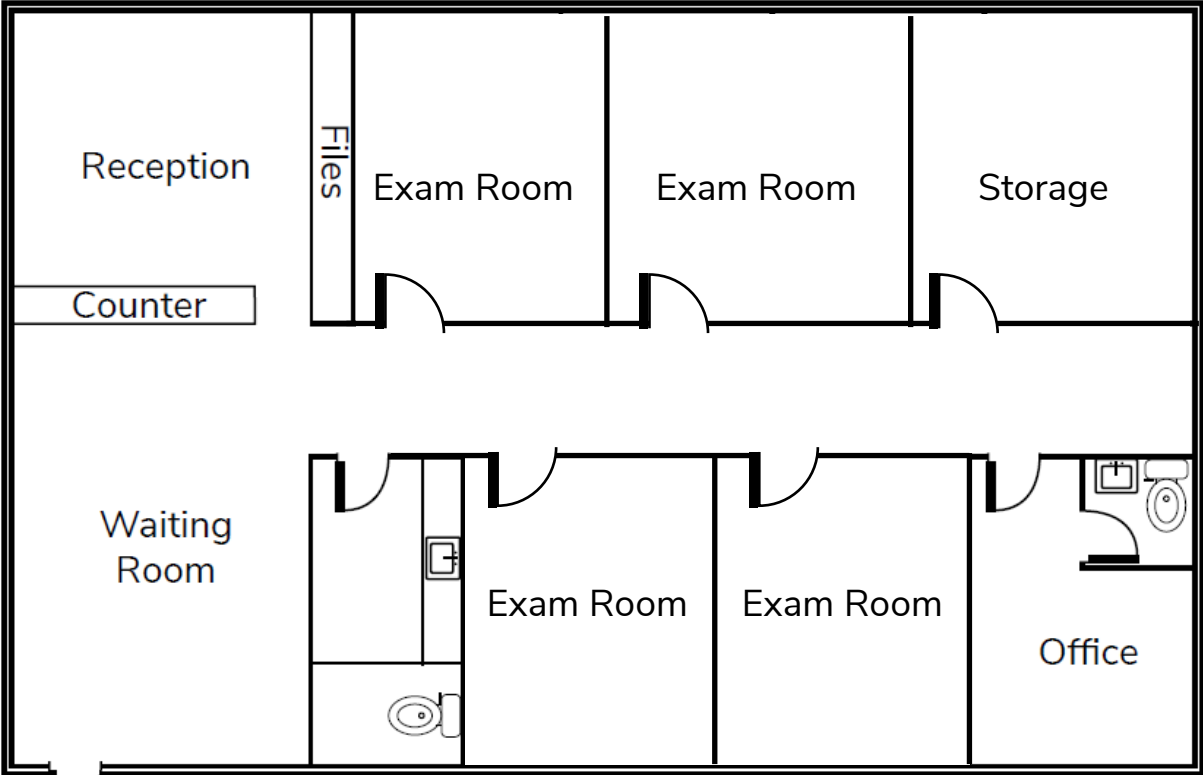 Reception
Files
Exam Room
Exam Room
Storage
Counter
Waiting
Room
Exam Room
Exam Room
Office